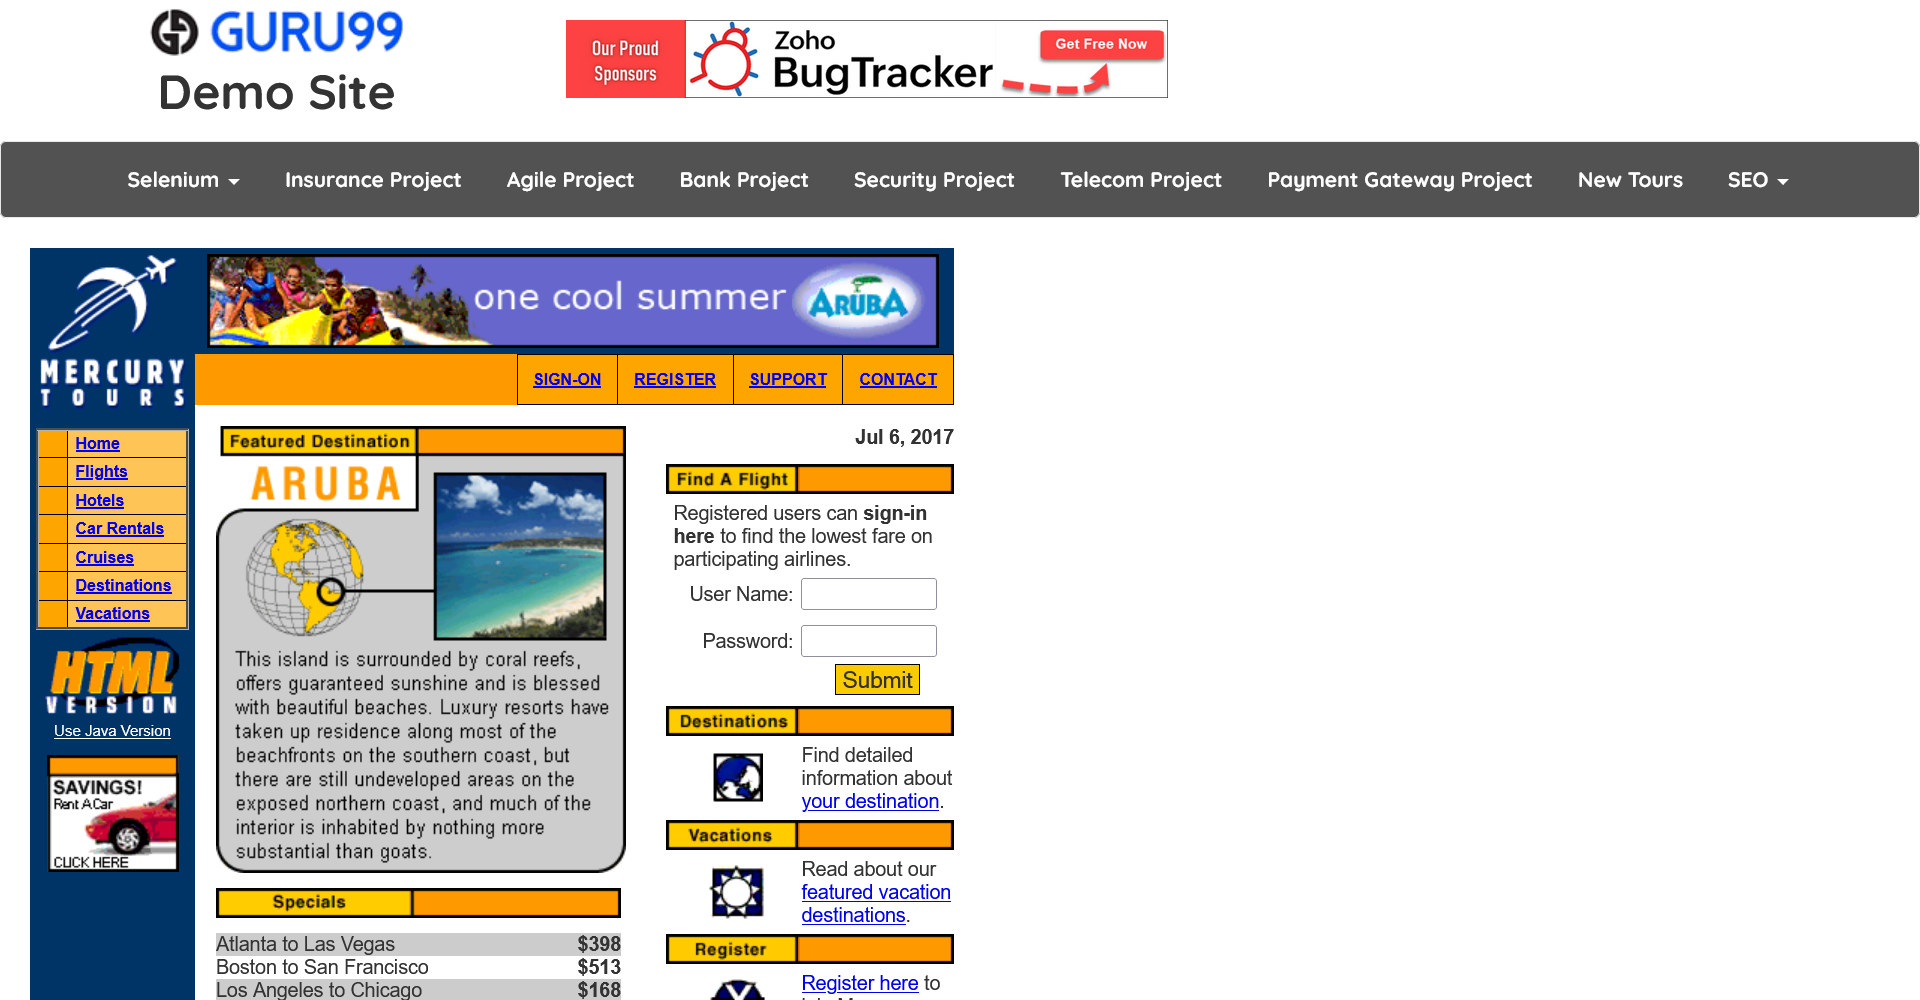 GURU99
Demo Site
Our Proud
Sponsors
Zoho
BugTracker
Get Free Now
Selenium
Insurance Project
Agile Project
Bank Project
Security Project
Telecom Project
Payment Gateway Project
New Tours
SEO
MERCURY
TOURS
one cool summer
ARUBA
SIGN-ON
REGISTER
SUPPORT
CONTACT
Home
Flights
Hotels
Car Rentals
Cruises
Destinations
Vacations
HTML
VERSION
Use Java Version
SAVINGS!
Rent A Car
CLICK HERE
Featured Destination
ARUBA
This island is surrounded by coral reefs,
offers guaranteed sunshine and is blessed
with beautiful beaches. Luxury resorts have
taken up residence along most of the
beachfronts on the southern coast, but
there are still undeveloped areas on the
exposed northern coast, and much of the
interior is inhabited by nothing more
substantial than goats.
Specials
Atlanta to Las Vegas $398
Boston to San Francisco $513
Los Angeles to Chicago $168
Jul 6, 2017
Find A Flight
Registered users can sign-in
here to find the lowest fare on
participating airlines.
User Name:
Password:
Submit
Destinations
Find detailed
information about
your destination.
Vacations
Read about our
featured vacation
destinations.
Register
Register here to